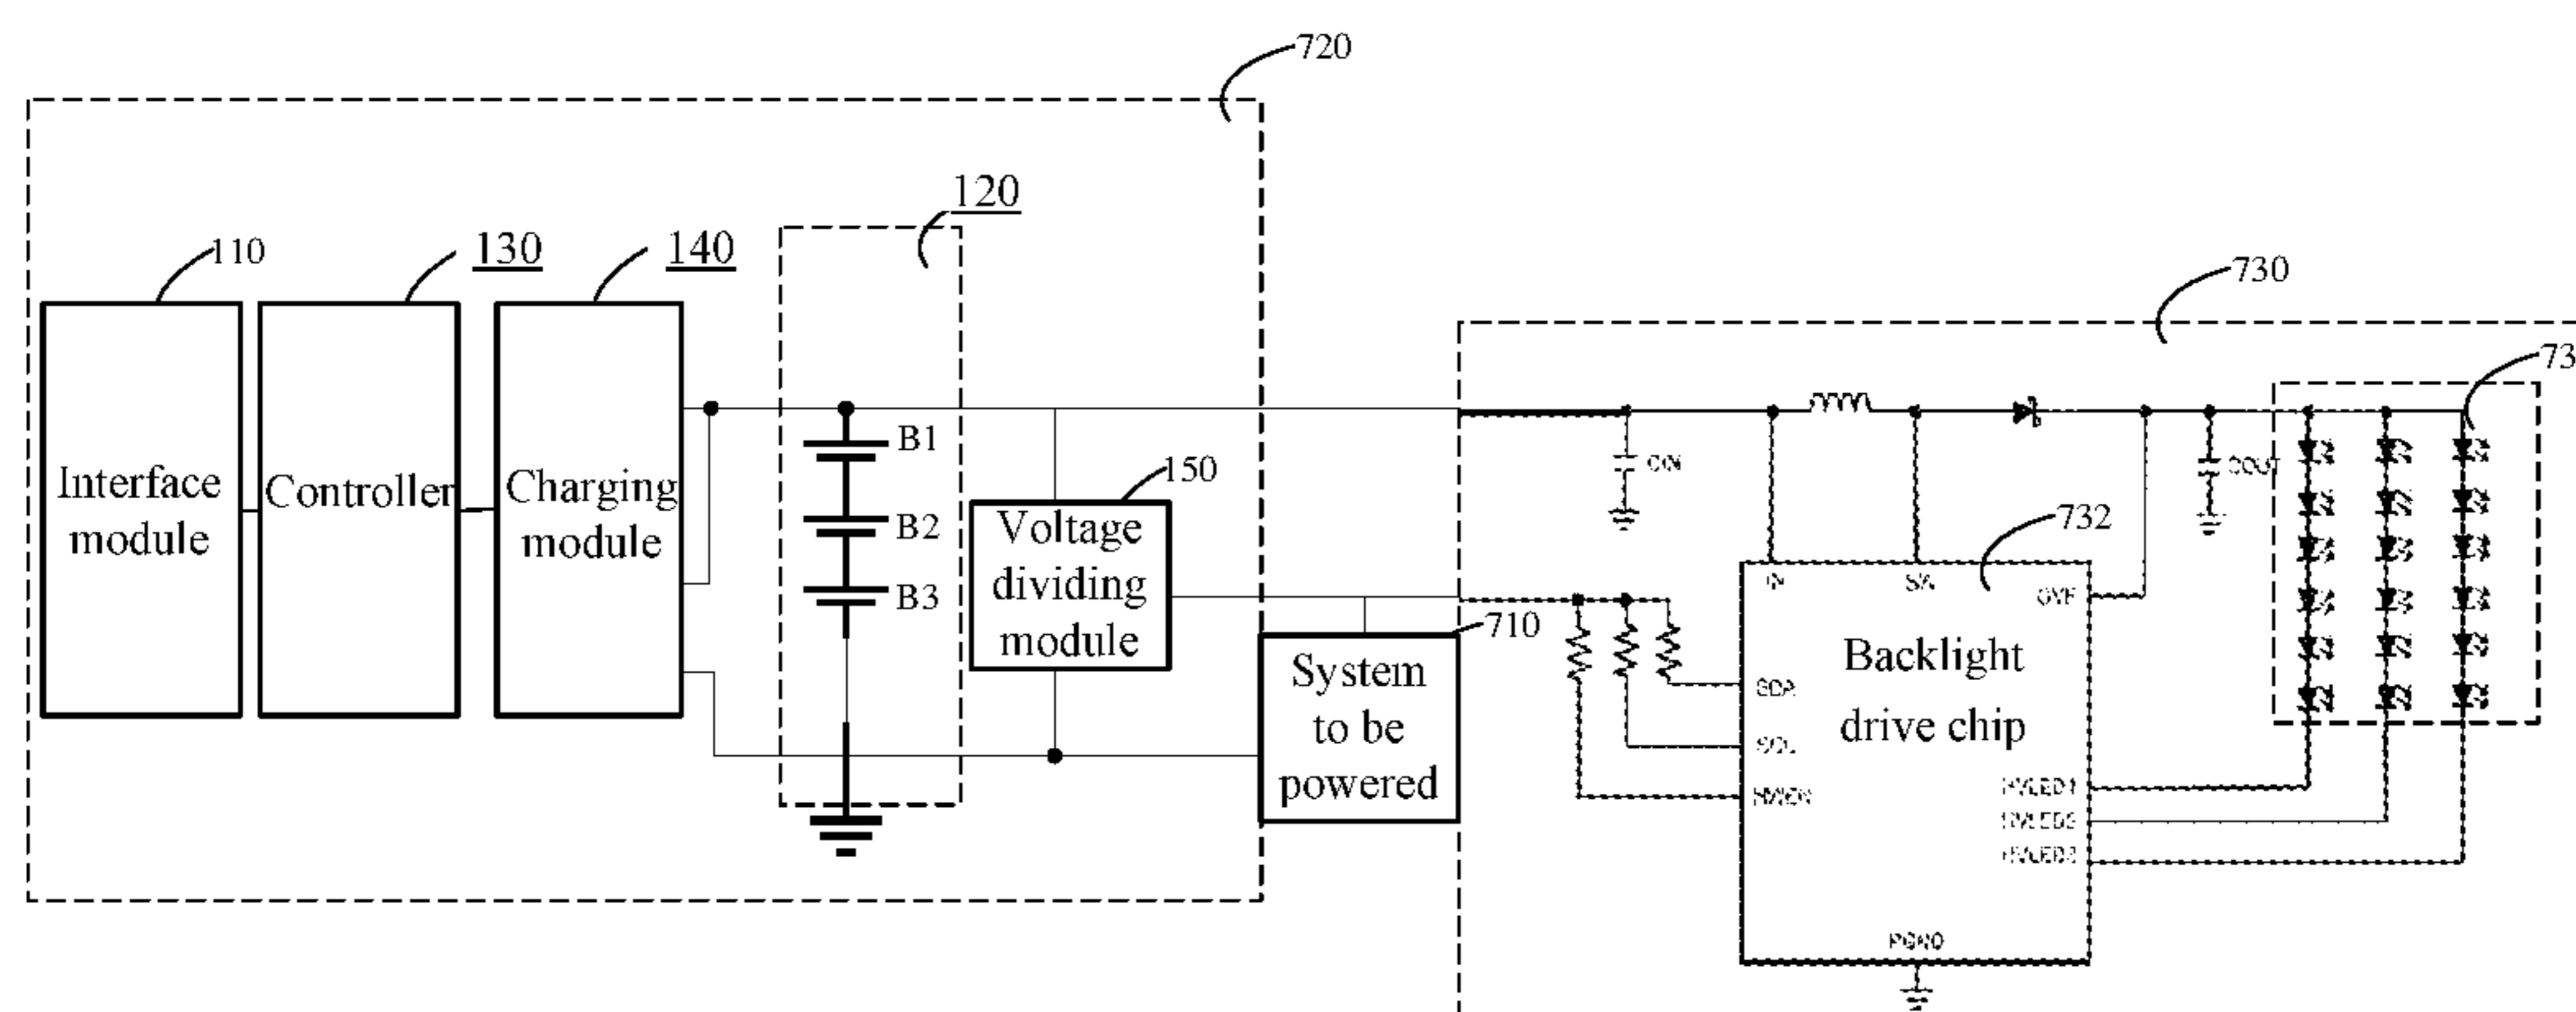 720
120
110
130
140
730
73
Interface
module
Controller
Charging
module
B1
B2
B3
150
Voltage
dividing
module
710
System
to be
powered
CIN
732
IN
SW
OVP
Backlight
drive chip
SDA
SCL
PGND